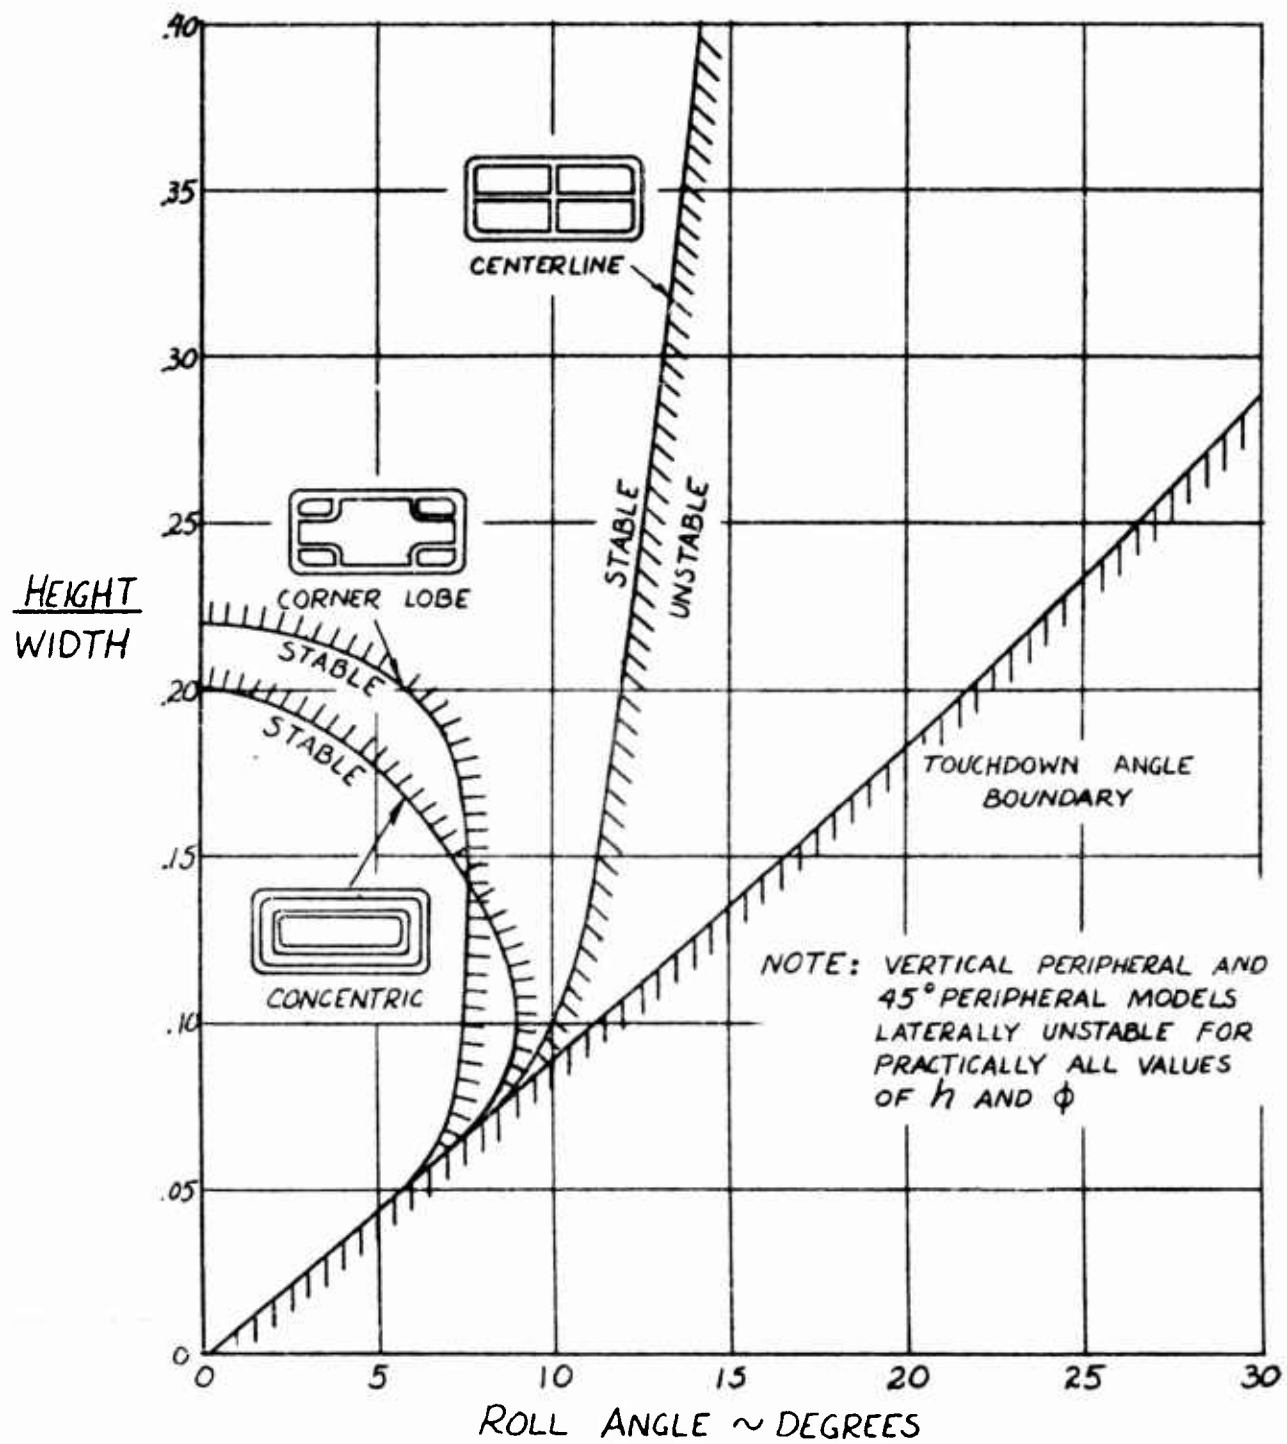 .40
.35
CENTERLINE
.30
.25
STABLE
UNSTABLE
CORNER LOBE
HEIGHT
WIDTH
STABLE
.20
STABLE
TOUCHDOWN ANGLE
BOUNDARY
.15
CONCENTRIC
NOTE: VERTICAL PERIPHERAL AND
45° PERIPHERAL MODELS
LATERALLY UNSTABLE FOR
PRACTICALLY ALL VALUES
OF h AND ϕ
.10
.05
0
0 5 10 15 20 25 30
ROLL ANGLE ~ DEGREES